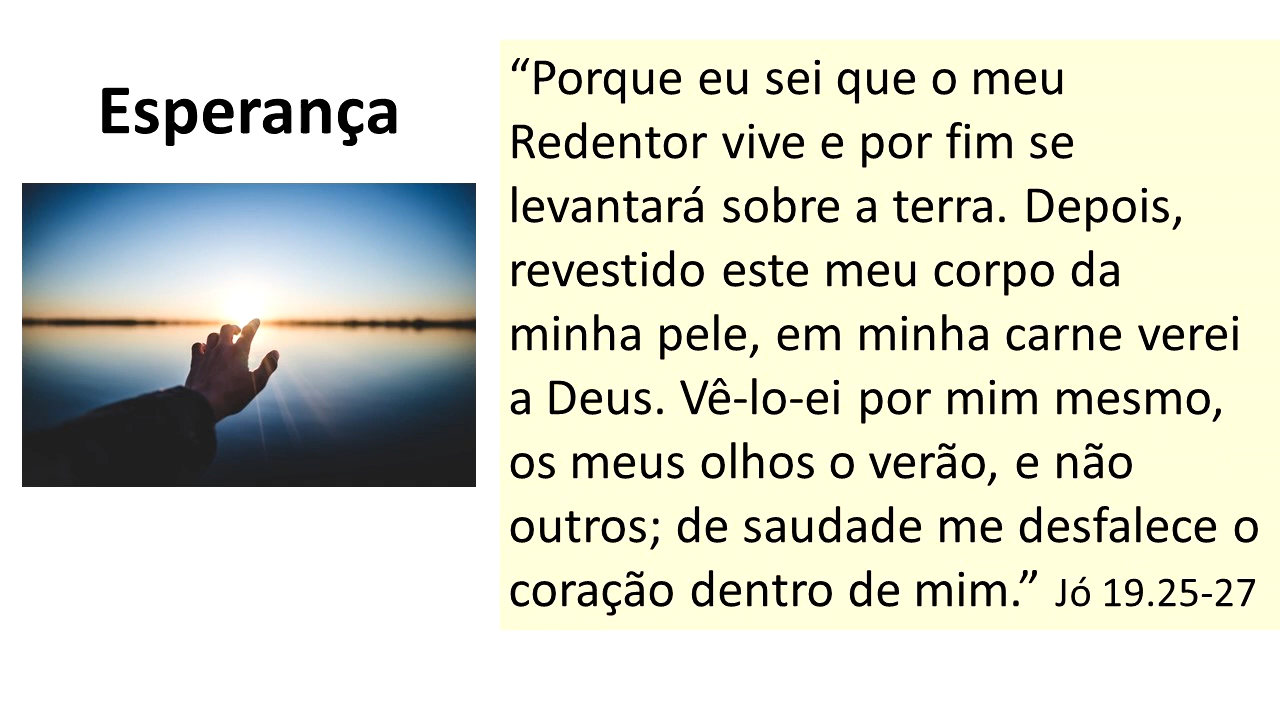 Esperança
“Porque eu sei que o meu
Redentor vive e por fim se
levantará sobre a terra. Depois,
revestido este meu corpo da
minha pele, em minha carne verei
a Deus. Vê-lo-ei por mim mesmo,
os meus olhos o verão, e não
outros; de saudade me desfalece o
coração dentro de mim.” Jó 19.25-27